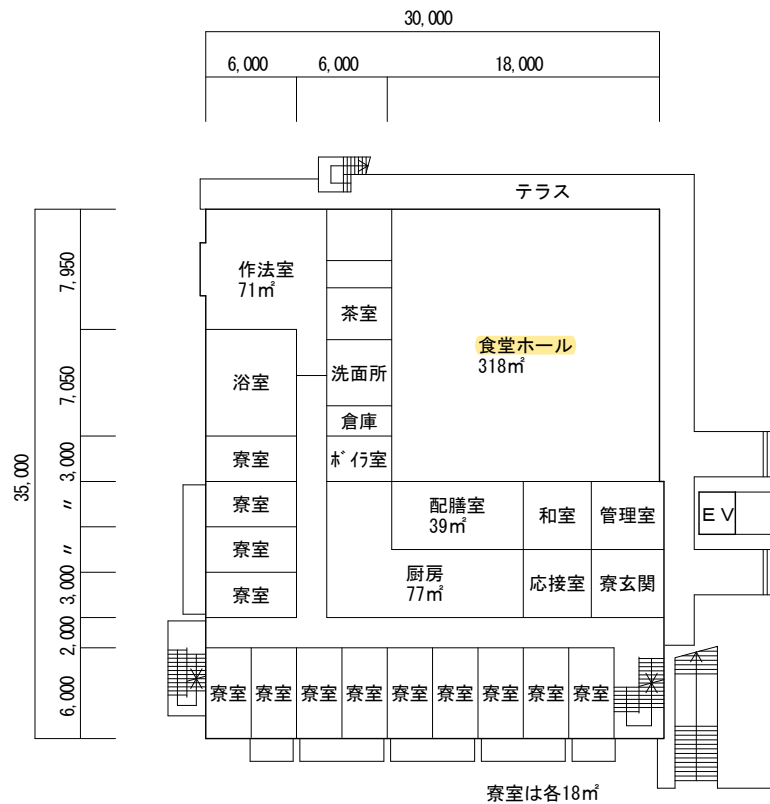 30,000
6,000 6,000 18,000
テラス
7,950
作法室
71㎡
茶室
食堂ホール
318㎡
7,050
浴室
洗面所
倉庫
35,000
3,000
寮室
ボイラ室
〃
寮室
配膳室
39㎡
和室
管理室
EV
〃
寮室
3,000
寮室
厨房
77㎡
応接室
寮玄関
2,000
6,000
寮室 寮室 寮室 寮室 寮室 寮室 寮室 寮室 寮室
寮室は各18㎡